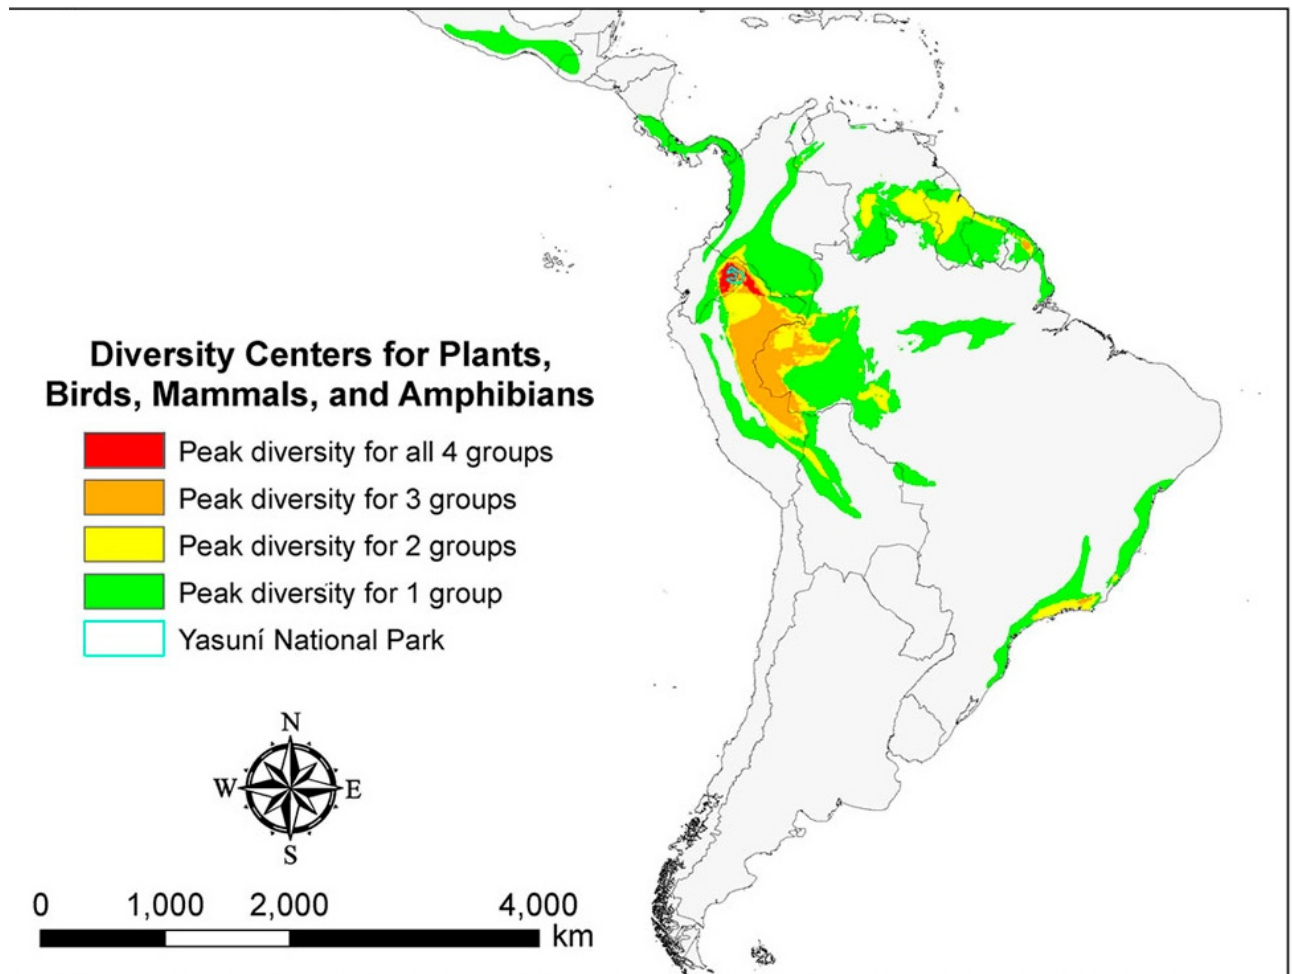 Diversity Centers for Plants,
Birds, Mammals, and Amphibians
Peak diversity for all 4 groups
Peak diversity for 3 groups
Peak diversity for 2 groups
Peak diversity for 1 group
Yasuní National Park
N
W E
S
0 1,000 2,000 4,000
km